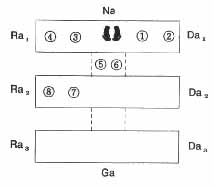 Na
Ra₁ ④ ③ ① ② Da₁
⑤ ⑥
Ra₂ ⑧ ⑦ Da₂
Ra₃ Da₃
Ga